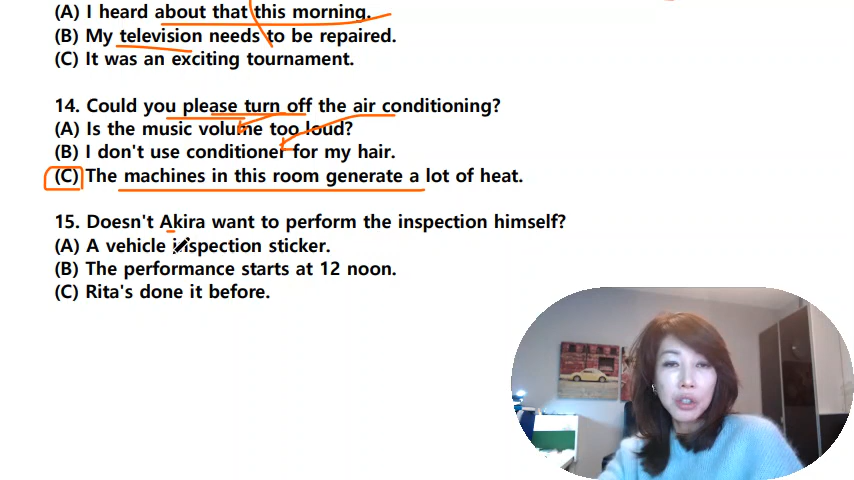 (A) I heard about that this morning.
(B) My television needs to be repaired.
(C) It was an exciting tournament.
14. Could you please turn off the air conditioning?
(A) Is the music volume too loud?
(B) I don't use conditioner for my hair.
(C) The machines in this room generate a lot of heat.
15. Doesn't Akira want to perform the inspection himself?
(A) A vehicle inspection sticker.
(B) The performance starts at 12 noon.
(C) Rita's done it before.